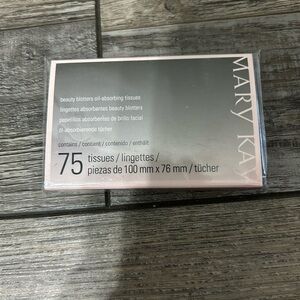 MARY KAY
beauty blotters oil-absorbing tissues
lingettes absorbantes beauty blotters
papelillos absorbentes de brillo facial
öl-absorbierende tücher
contains / contient / contenido / enthält
75 tissues / lingettes /
piezas de 100 mm x 76 mm / tücher